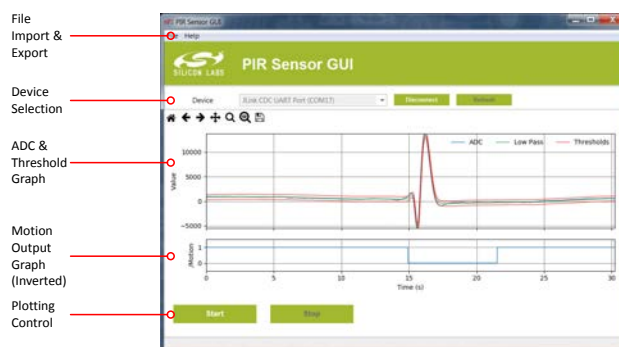 File
Import &
Export
Device
Selection
ADC &
Threshold
Graph
Motion
Output
Graph
(Inverted)
Plotting
Control
PIR Sensor GUI
Help
SILICON LABS
PIR Sensor GUI
Device
JLink CDC UART Port (COM17)
Disconnect
ADC
Low Pass
Thresholds
Value
10000
5000
0
−5000
/Motion
1
0
0
5
10
15
20
25
30
Time (s)
Start
Stop